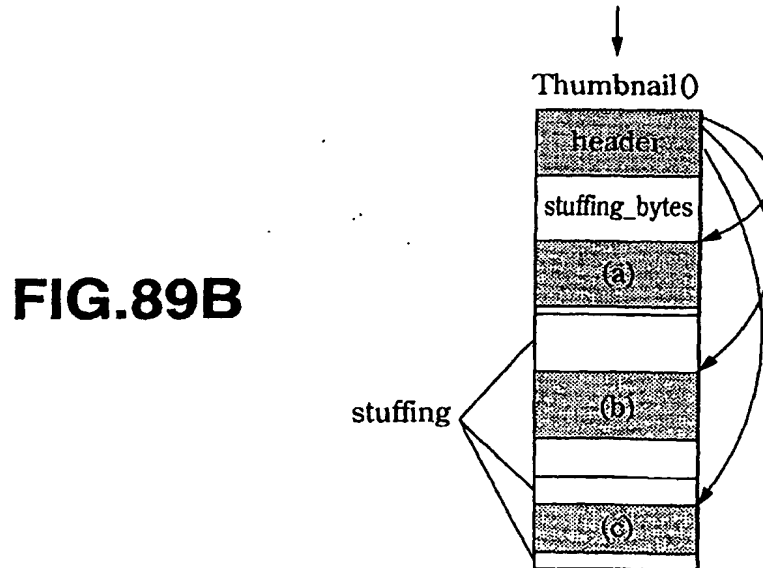 Thumbnail()
header
stuffing_bytes
(a)
FIG.89B
(b)
stuffing
(c)